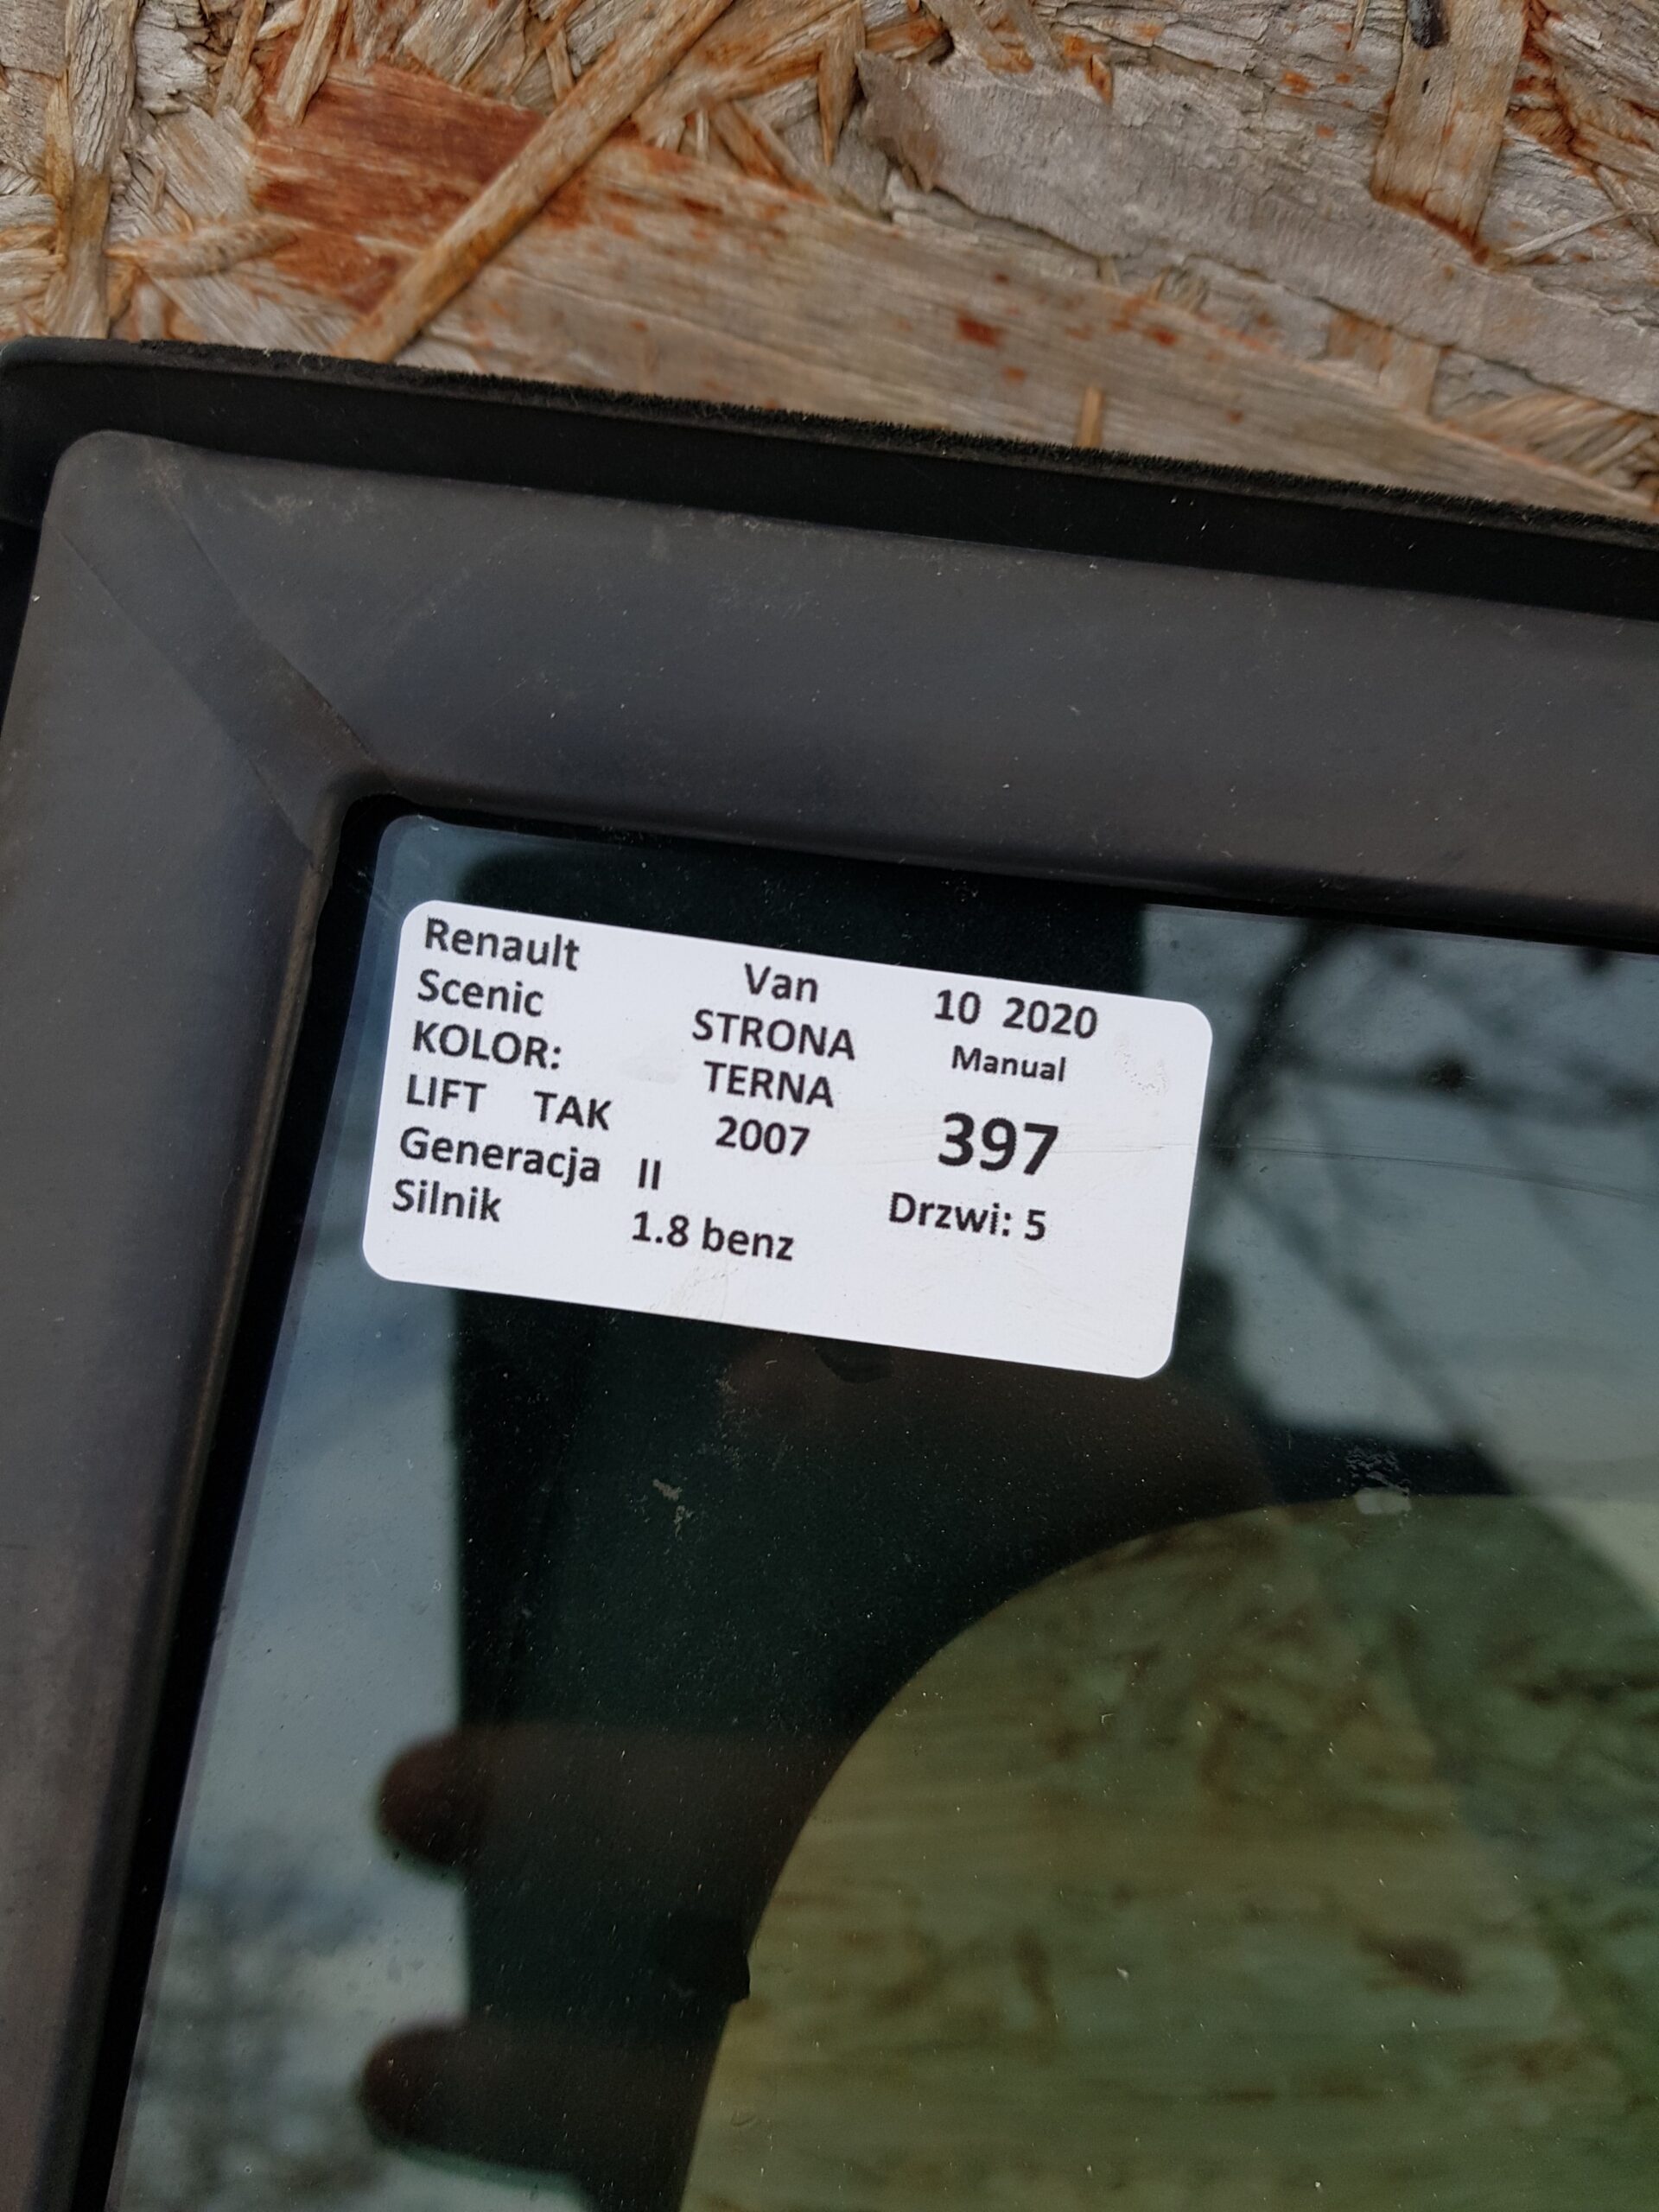 Renault Van 10 2020
Scenic STRONA Manual
KOLOR: TERNA
LIFT TAK 2007 397
Generacja II Drzwi: 5
Silnik 1.8 benz